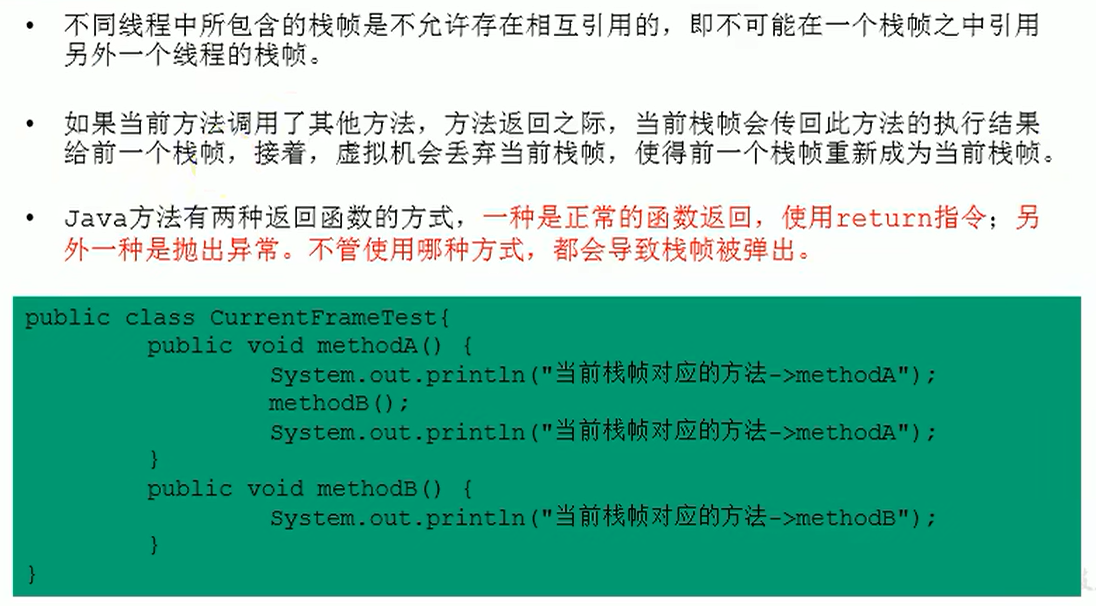 • 不同线程中所包含的栈帧是不允许存在相互引用的，即不可能在一个栈帧之中引用
另外一个线程的栈帧。
• 如果当前方法调用了其他方法，方法返回之际，当前栈帧会传回此方法的执行结果
给前一个栈帧，接着，虚拟机会丢弃当前栈帧，使得前一个栈帧重新成为当前栈帧。
• Java方法有两种返回函数的方式，一种是正常的函数返回，使用return指令；另
外一种是抛出异常。不管使用哪种方式，都会导致栈帧被弹出。
public class CurrentFrameTest{
public void methodA() {
System.out.println("当前栈帧对应的方法->methodA");
methodB();
System.out.println("当前栈帧对应的方法->methodA");
}
public void methodB() {
System.out.println("当前栈帧对应的方法->methodB");
}
}